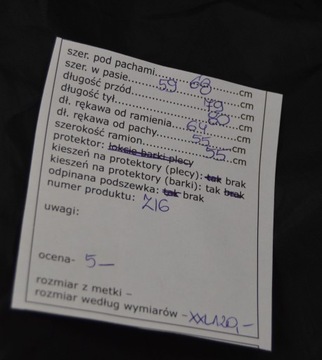 szer. pod pachami........68........cm
szer. w pasie........59........cm
długość przód........79........cm
długość tył........80........cm
dł. rękawa od ramienia...64.....cm
dł. rękawa od pachy.....55.....cm
szerokość ramion........55..cm
protektor: łokcie barki plecy
kieszeń na protektory (plecy): tak brak
kieszeń na protektory (barki): tak brak
odpinana podszewka: tak brak
numer produktu: Z16
uwagi:
ocena- 5–
rozmiar z metki –
rozmiar według wymiarów – XXL 120,–